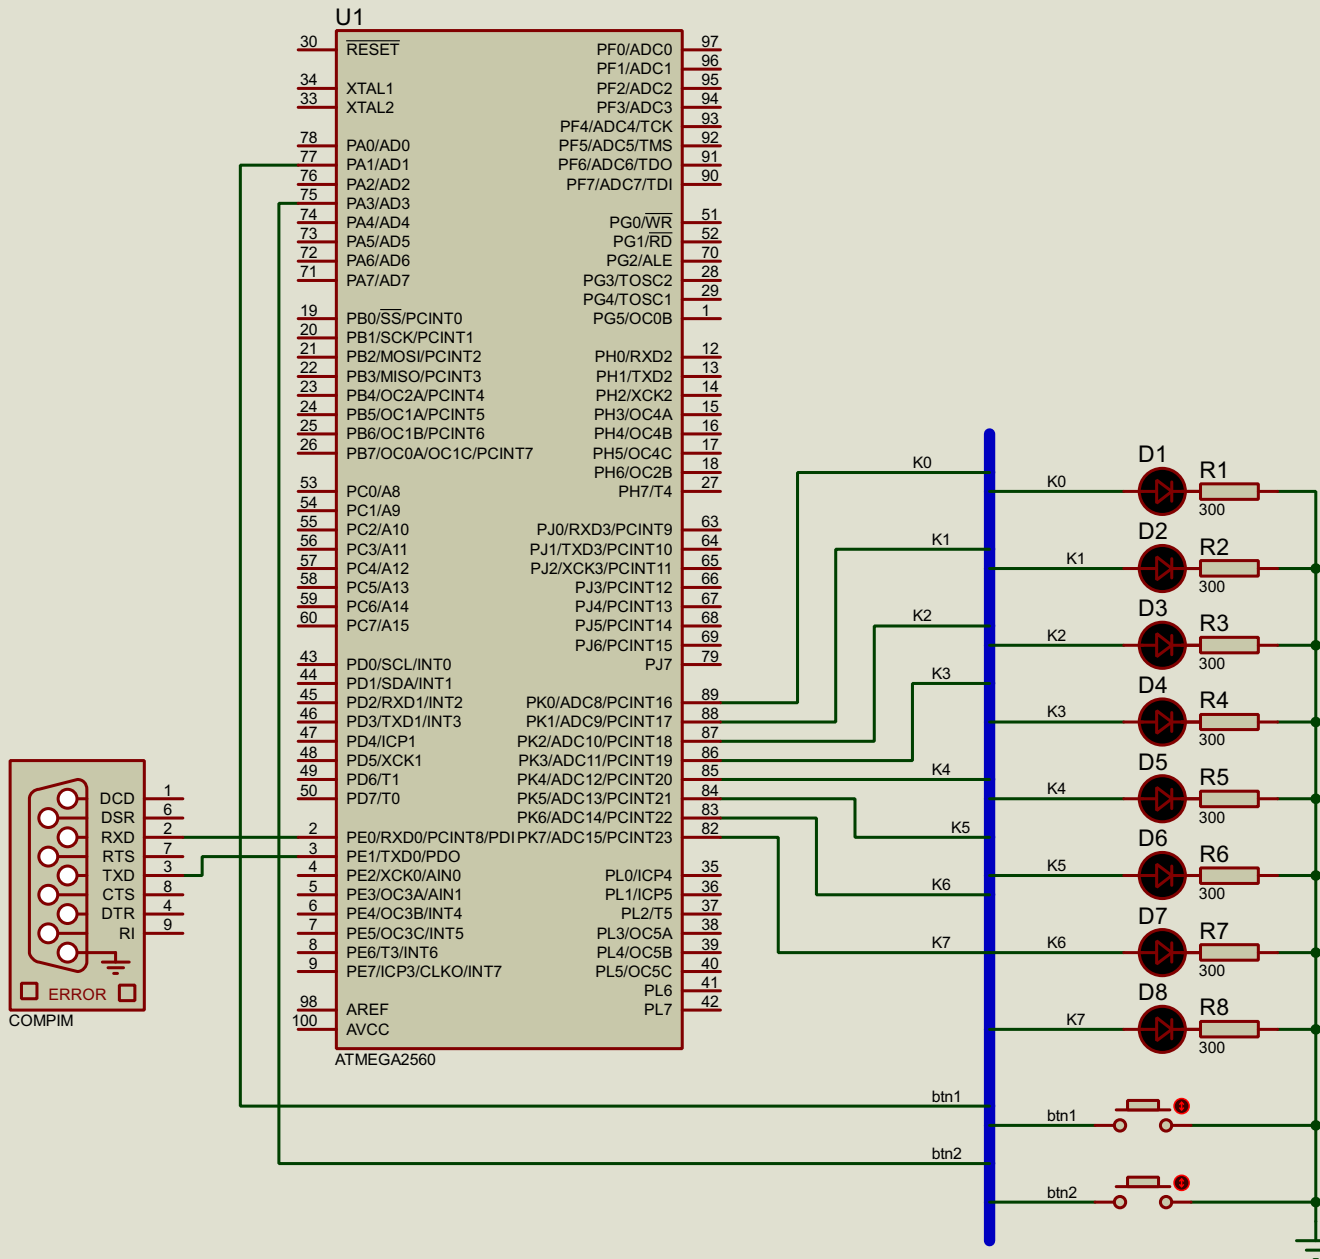 U1
30 RESET
34 XTAL1
33 XTAL2
78 PA0/AD0
77 PA1/AD1
76 PA2/AD2
75 PA3/AD3
74 PA4/AD4
73 PA5/AD5
72 PA6/AD6
71 PA7/AD7
19 PB0/SS/PCINT0
20 PB1/SCK/PCINT1
21 PB2/MOSI/PCINT2
22 PB3/MISO/PCINT3
23 PB4/OC2A/PCINT4
24 PB5/OC1A/PCINT5
25 PB6/OC1B/PCINT6
26 PB7/OC0A/OC1C/PCINT7
53 PC0/A8
54 PC1/A9
55 PC2/A10
56 PC3/A11
57 PC4/A12
58 PC5/A13
59 PC6/A14
60 PC7/A15
43 PD0/SCL/INT0
44 PD1/SDA/INT1
45 PD2/RXD1/INT2
46 PD3/TXD1/INT3
47 PD4/ICP1
48 PD5/XCK1
49 PD6/T1
50 PD7/T0
2 PE0/RXD0/PCINT8/PDI
3 PE1/TXD0/PDO
4 PE2/XCK0/AIN0
5 PE3/OC3A/AIN1
6 PE4/OC3B/INT4
7 PE5/OC3C/INT5
8 PE6/T3/INT6
9 PE7/ICP3/CLKO/INT7
98 AREF
100 AVCC
ATMEGA2560
PF0/ADC0 97
PF1/ADC1 96
PF2/ADC2 95
PF3/ADC3 94
PF4/ADC4/TCK 93
PF5/ADC5/TMS 92
PF6/ADC6/TDO 91
PF7/ADC7/TDI 90
PG0/WR 51
PG1/RD 52
PG2/ALE 70
PG3/TOSC2 28
PG4/TOSC1 29
PG5/OC0B 1
PH0/RXD2 12
PH1/TXD2 13
PH2/XCK2 14
PH3/OC4A 15
PH4/OC4B 16
PH5/OC4C 17
PH6/OC2B 18
PH7/T4 27
PJ0/RXD3/PCINT9 63
PJ1/TXD3/PCINT10 64
PJ2/XCK3/PCINT11 65
PJ3/PCINT12 66
PJ4/PCINT13 67
PJ5/PCINT14 68
PJ6/PCINT15 69
PJ7 79
PK0/ADC8/PCINT16 89
PK1/ADC9/PCINT17 88
PK2/ADC10/PCINT18 87
PK3/ADC11/PCINT19 86
PK4/ADC12/PCINT20 85
PK5/ADC13/PCINT21 84
PK6/ADC14/PCINT22 83
PK7/ADC15/PCINT23 82
PL0/ICP4 35
PL1/ICP5 36
PL2/T5 37
PL3/OC5A 38
PL4/OC5B 39
PL5/OC5C 40
PL6 41
PL7 42
DCD 1
DSR 6
RXD 2
RTS 7
TXD 3
CTS 8
DTR 4
RI 9
ERROR
COMPIM
K0
K1
K2
K3
K4
K5
K6
K7
btn1
btn2
K0 D1 R1
300
K1 D2 R2
300
K2 D3 R3
300
K3 D4 R4
300
K4 D5 R5
300
K5 D6 R6
300
K6 D7 R7
300
K7 D8 R8
300
btn1
btn2